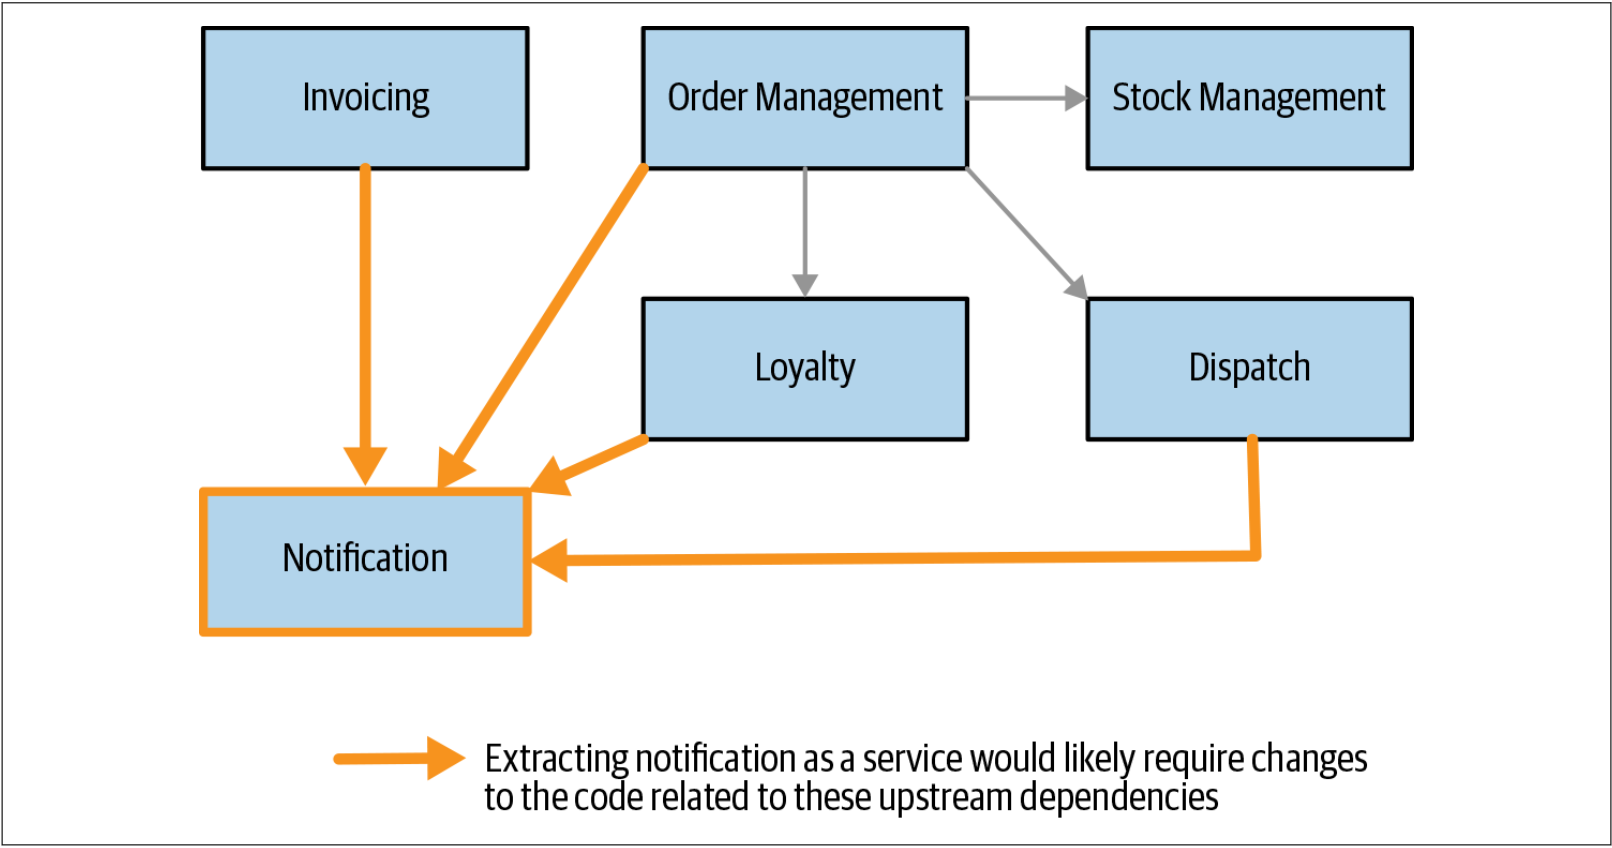 Invoicing
Order Management
Stock Management
Loyalty
Dispatch
Notification
Extracting notification as a service would likely require changes
to the code related to these upstream dependencies